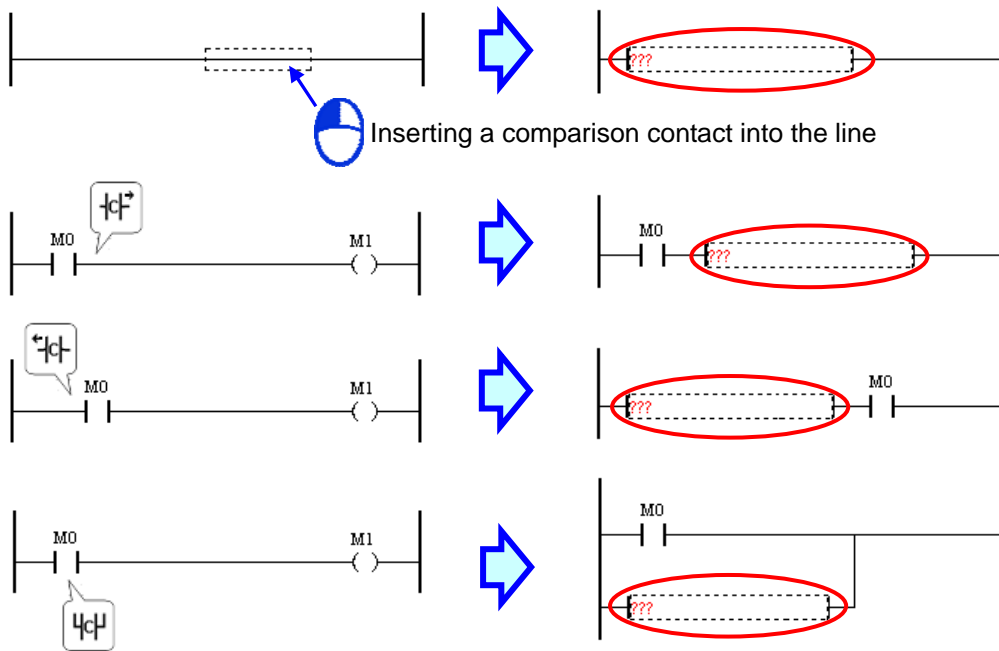 ???
Inserting a comparison contact into the line
C
M0 M1
M0
???
C
M0 M1
???
M0
M0 M1
C
M0
???